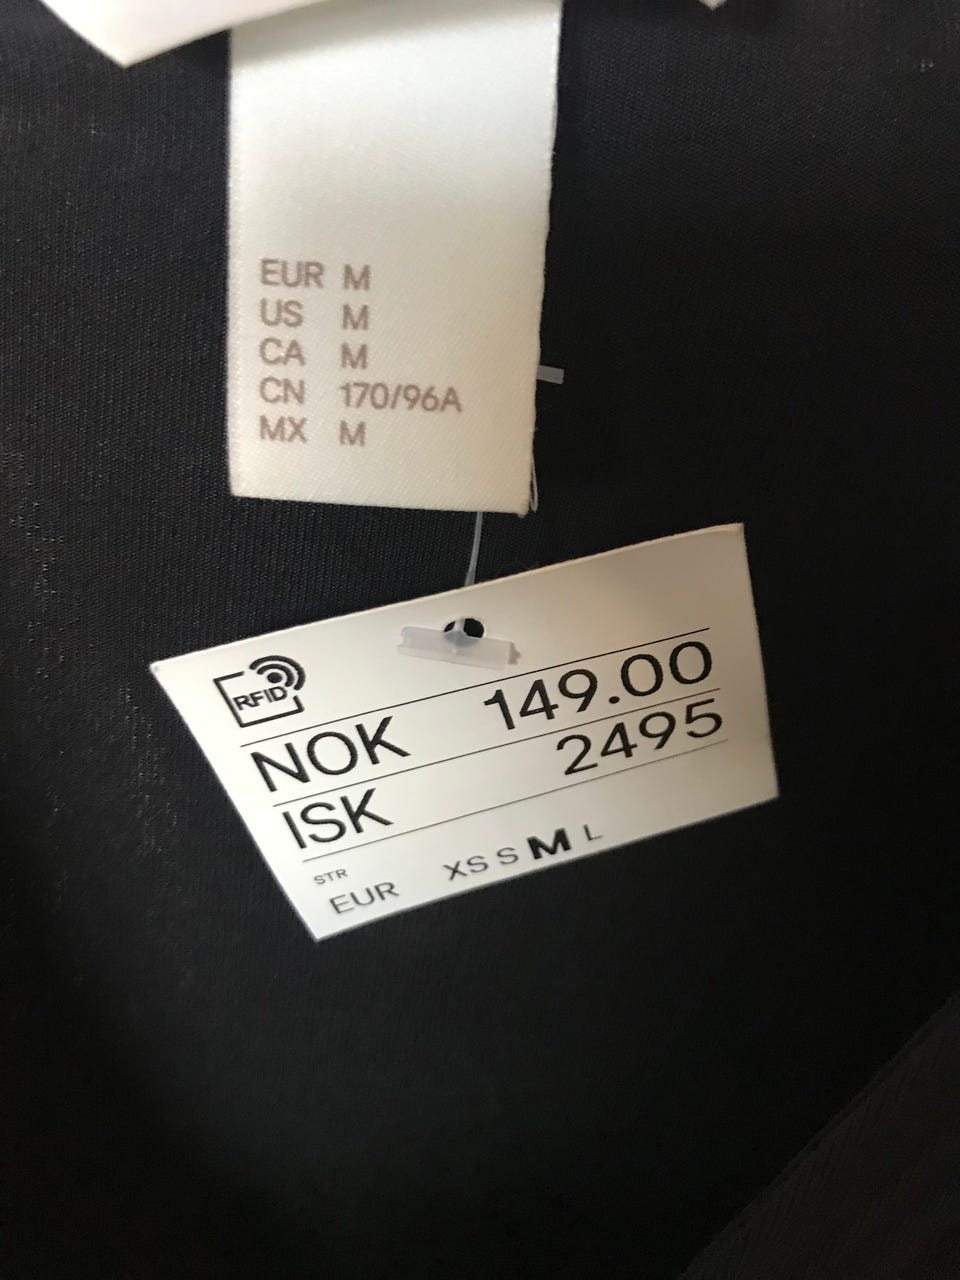 EUR M
US M
CA M
CN 170/96A
MX M
RFID
NOK 149.00
ISK 2495
STR
EUR XS S M L